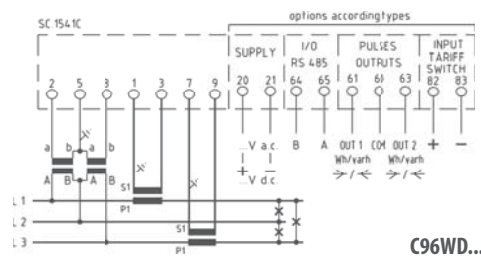 options accordingtypes
SC.1541C
SUPPLY
I/O
RS 485
PULSES
OUTPUTS
INPUT
TARIFF
SWITCH
2 5 8 1 3 7 9 20 21 64 65 61 60 63 82 83
a b a b
A B A B
S1
P1
S1
P1
...V a.c.
+ −
...V d.c.
B A OUT 1 COM OUT 2 + −
Wh/varh Wh/varh
L 1
L 2
L 3
C96WD...